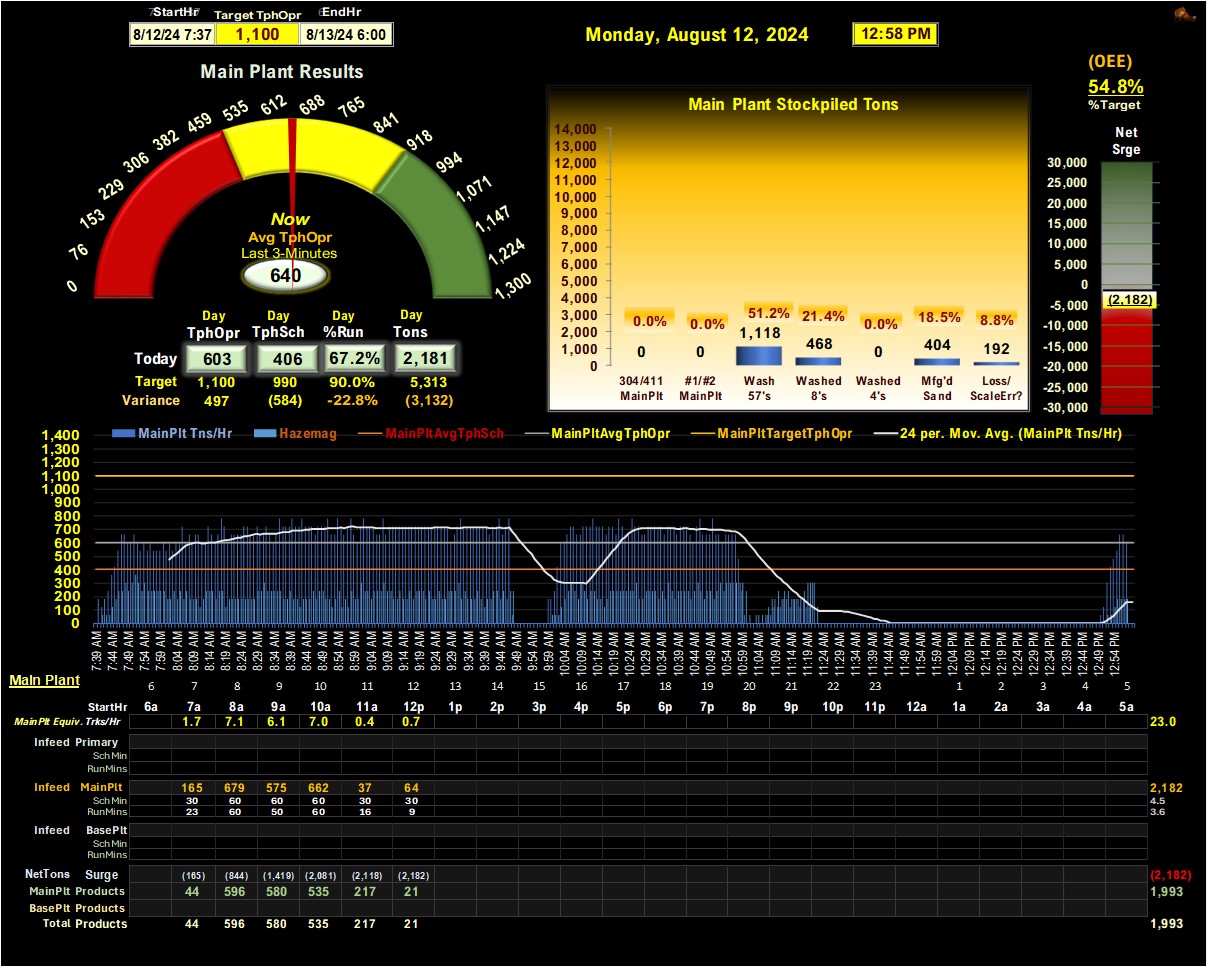 StartHr Target TphOpr EndHr
8/12/24 7:37 1,100 8/13/24 6:00
Monday, August 12, 2024 12:58 PM
(OEE)
54.8%
%Target
Main Plant Results
0 76 153 229 306 382 459 535 612 688 765 841 918 994 1,071 1,147 1,224 1,300
Now
Avg TphOpr
Last 3-Minutes
640
Day Day Day Day
TphOpr TphSch %Run Tons
Today 603 406 67.2% 2,181
Target 1,100 990 90.0% 5,313
Variance 497 (584) -22.8% (3,132)
Main Plant Stockpiled Tons
14,000
13,000
12,000
11,000
10,000
9,000
8,000
7,000
6,000
5,000
4,000
3,000
2,000
1,000
0
0.0% 0.0% 51.2% 21.4% 0.0% 18.5% 8.8%
0 0 1,118 468 0 404 192
304/411 #1/#2 Wash Washed Washed Mfg'd Loss/
MainPlt MainPlt 57's 8's 4's Sand ScaleErr?
Net
Srge
30,000
25,000
20,000
15,000
10,000
5,000
0
(2,182)
-5,000
-10,000
-15,000
-20,000
-25,000
-30,000
MainPlt Tns/Hr Hazemag MainPltAvgTphSch MainPltAvgTphOpr MainPltTargetTphOpr 24 per. Mov. Avg. (MainPlt Tns/Hr)
1,400
1,300
1,200
1,100
1,000
900
800
700
600
500
400
300
200
100
0
7:39 AM 7:44 AM 7:49 AM 7:54 AM 7:59 AM 8:04 AM 8:09 AM 8:14 AM 8:19 AM 8:24 AM 8:29 AM 8:34 AM 8:39 AM 8:49 AM 8:54 AM 8:59 AM 9:04 AM 9:09 AM 9:14 AM 9:19 AM 9:24 AM 9:29 AM 9:34 AM 9:39 AM 9:44 AM 9:49 AM 9:54 AM 9:59 AM 10:04 AM 10:09 AM 10:14 AM 10:19 AM 10:24 AM 10:29 AM 10:34 AM 10:39 AM 10:44 AM 10:49 AM 10:54 AM 10:59 AM 11:04 AM 11:09 AM 11:14 AM 11:19 AM 11:24 AM 11:29 AM 11:34 AM 11:39 AM 11:44 AM 11:49 AM 11:54 AM 11:59 AM 12:04 PM 12:09 PM 12:14 PM 12:19 PM 12:24 PM 12:29 PM 12:34 PM 12:39 PM 12:44 PM 12:49 PM 12:54 PM
Main Plant
6 7 8 9 10 11 12 13 14 15 16 17 18 19 20 21 22 23 1 2 3 4 5
StartHr 6a 7a 8a 9a 10a 11a 12p 1p 2p 3p 4p 5p 6p 7p 8p 9p 10p 11p 12a 1a 2a 3a 4a 5a
MainPlt Equiv. Trks/Hr 1.7 7.1 6.1 7.0 0.4 0.7 23.0
Infeed Primary
SchMin
RunMins
Infeed MainPlt 165 679 575 662 37 64 2,182
SchMin 30 60 60 60 30 30 4.5
RunMins 23 60 50 60 16 9 3.6
Infeed BasePlt
SchMin
RunMins
NetTons Surge (165) (844) (1,419) (2,081) (2,118) (2,182) (2,182)
MainPlt Products 44 596 580 535 217 21 1,993
BasePlt Products
Total Products 44 596 580 535 217 21 1,993